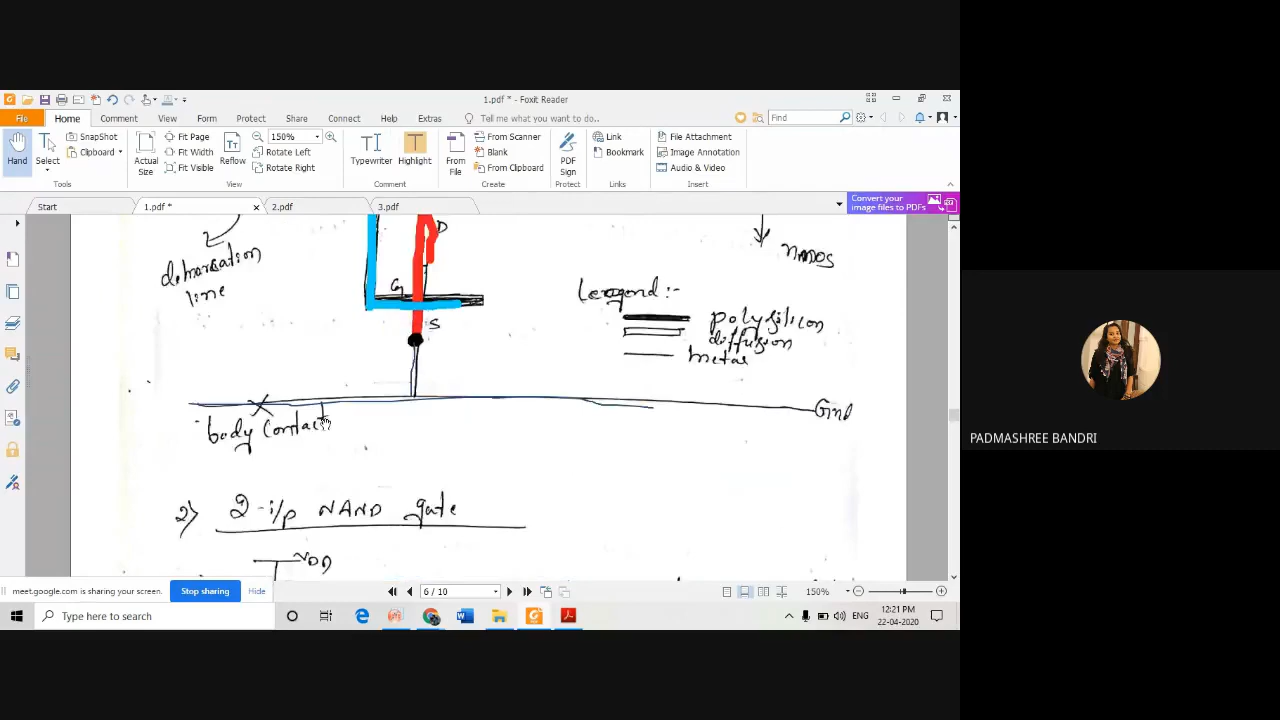 1.pdf * - Foxit Reader
File Home Comment View Form Protect Share Connect Help Extras Tell me what you want to do.. Find
Hand
Select
SnapShot
Clipboard
Actual Size
Fit Page
Fit Width
Fit Visible
Reflow
150%
Rotate Left
Rotate Right
Typewriter
Highlight
From File
From Scanner
Blank
From Clipboard
PDF Sign
Link
Bookmark
File Attachment
Image Annotation
Audio & Video
Tools View Comment Create Protect Links Insert
Start 1.pdf * 2.pdf 3.pdf
Convert your image files to PDFs
D
demarcation
line
nMOS
G
Legend :-
polysilicon
diffusion
metal
S
Gnd
body Contact
2) 2-i/p NAND gate
VDD
meet.google.com is sharing your screen. Stop sharing Hide
6 / 10
150%
Type here to search
ENG
12:21 PM
22-04-2020
PADMASHREE BANDRI